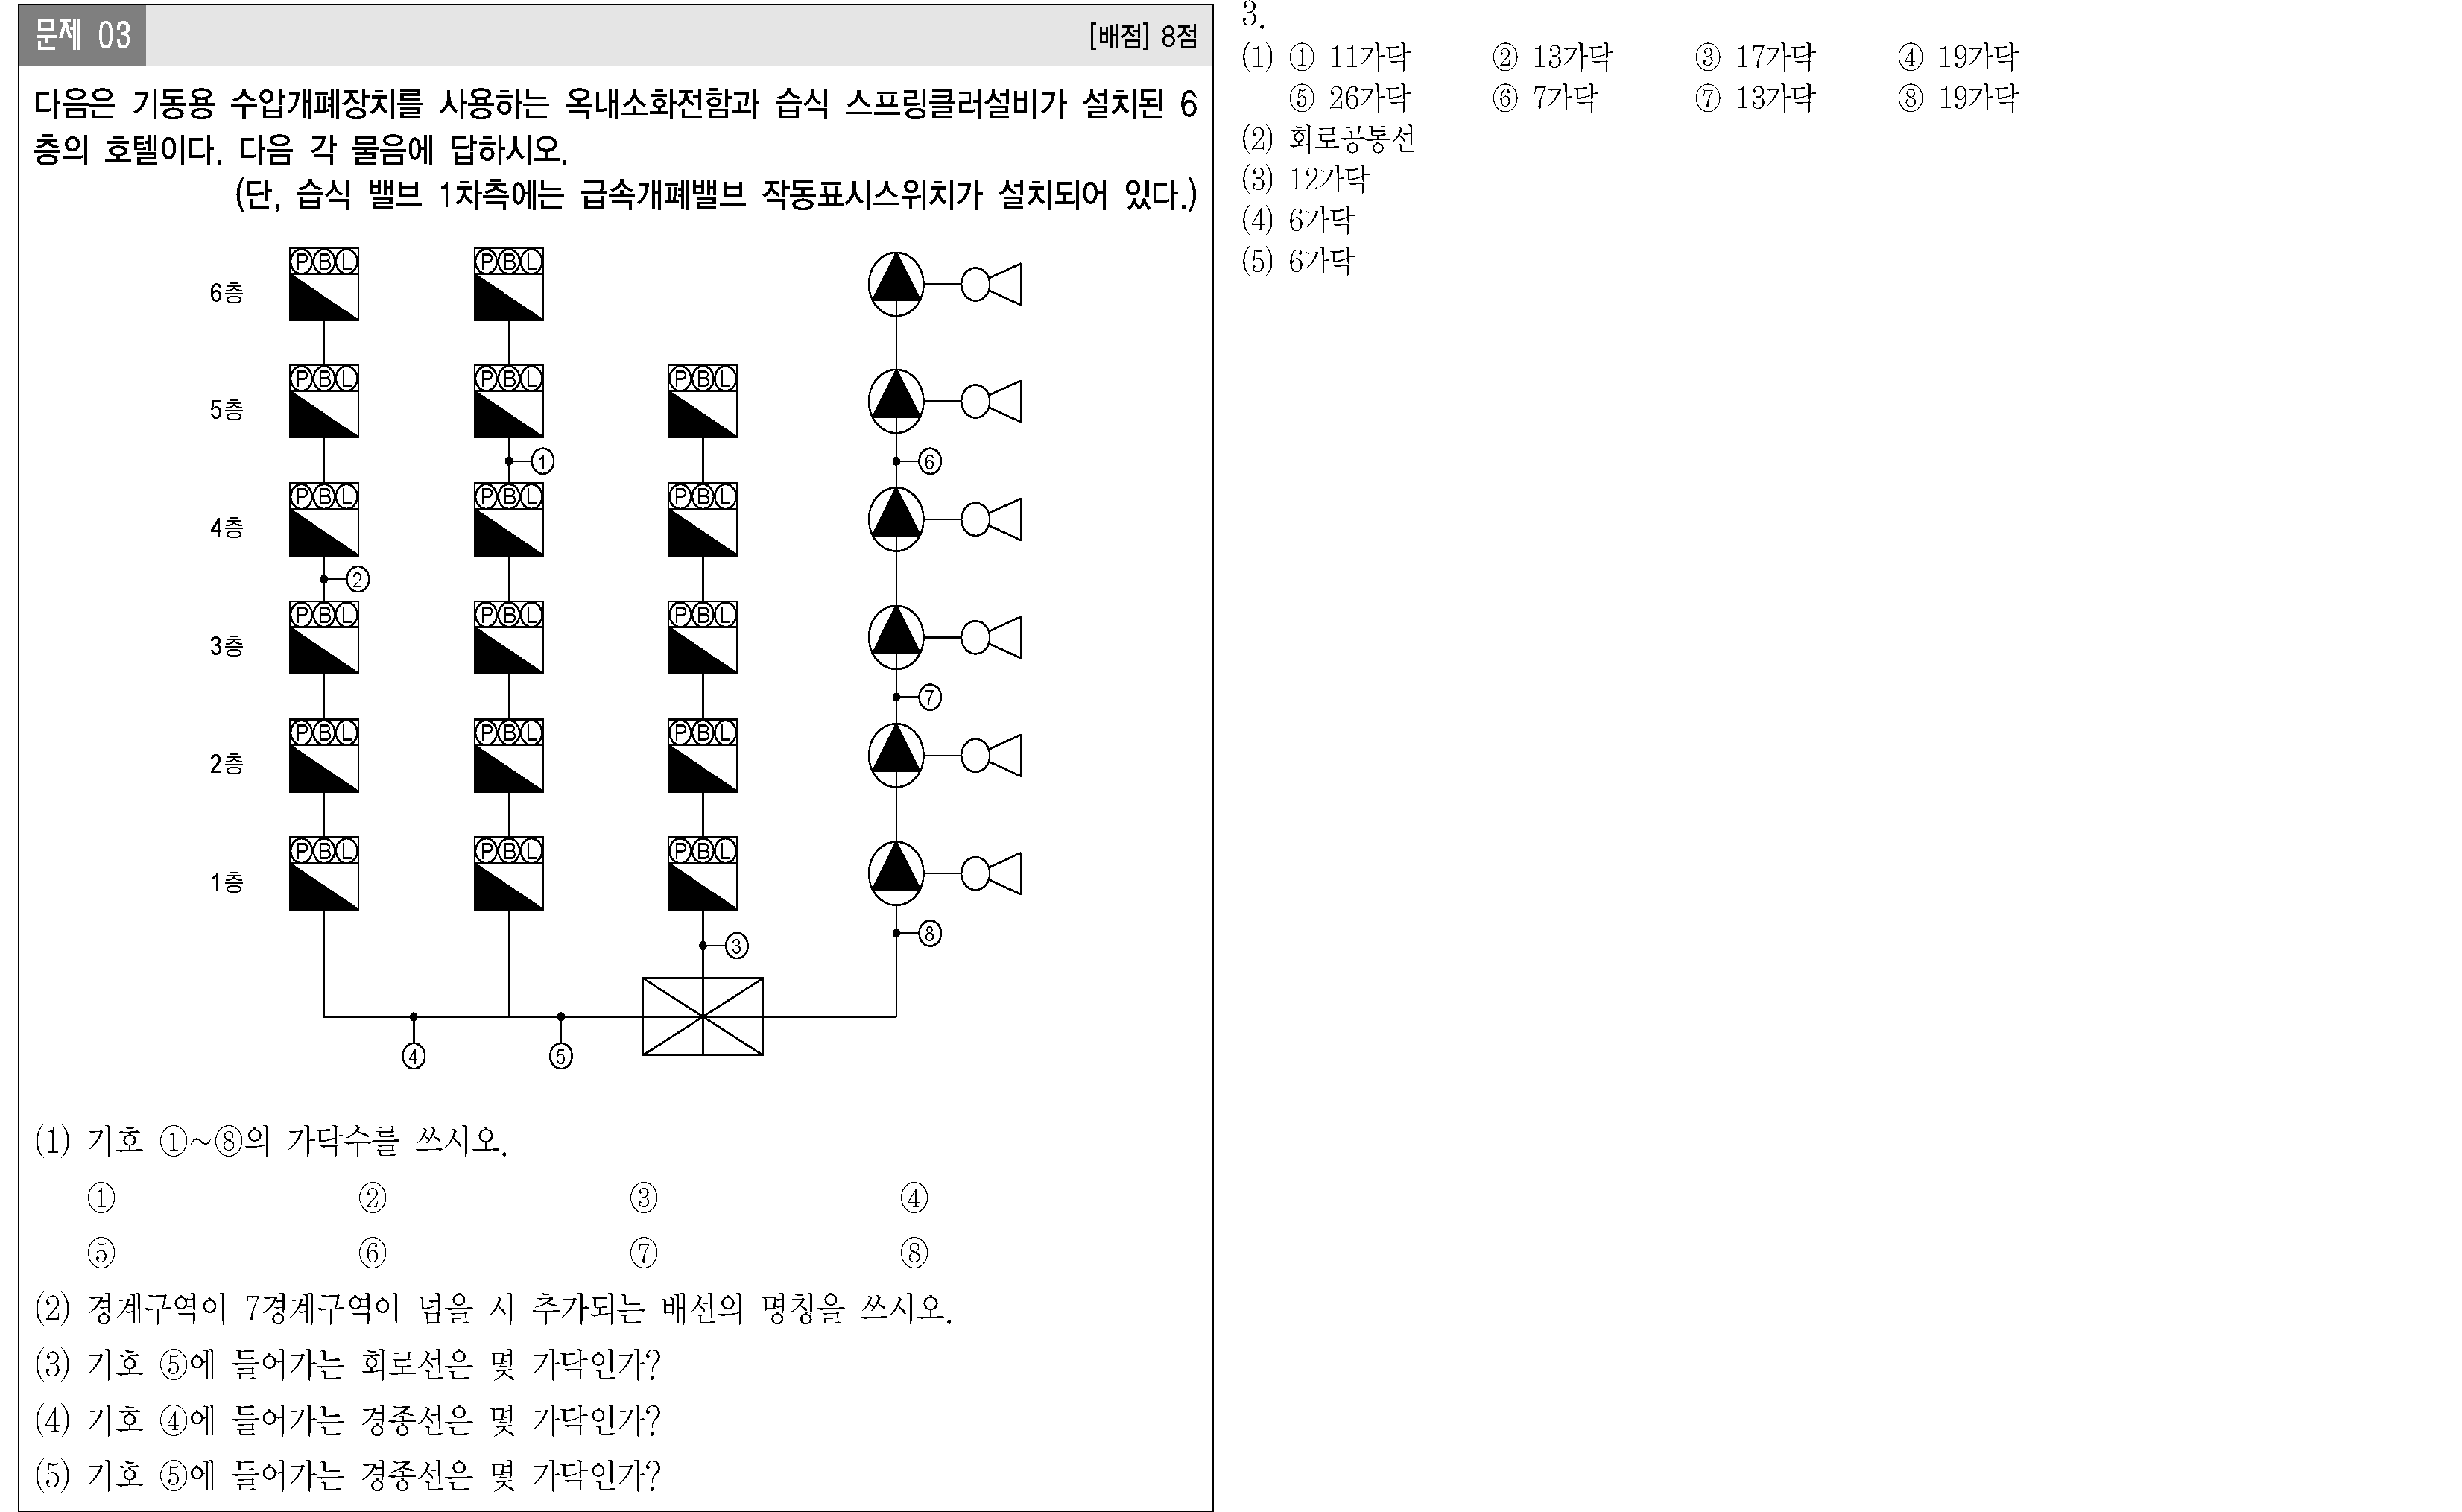 문제 03
[배점] 8점
다음은 기동용 수압개폐장치를 사용하는 옥내소화전함과 습식 스프링클러설비가 설치된 6
층의 호텔이다. 다음 각 물음에 답하시오.
(단, 습식 밸브 1차측에는 급속개폐밸브 작동표시스위치가 설치되어 있다.)
P B L P B L
6층
P B L P B L P B L
5층
① ⑥
P B L P B L P B L
4층
②
P B L P B L P B L
3층
⑦
P B L P B L P B L
2층
P B L P B L P B L
1층
③ ⑧
④ ⑤
(1) 기호 ①~⑧의 가닥수를 쓰시오.
① ② ③ ④
⑤ ⑥ ⑦ ⑧
(2) 경계구역이 7경계구역이 넘을 시 추가되는 배선의 명칭을 쓰시오.
(3) 기호 ⑤에 들어가는 회로선은 몇 가닥인가?
(4) 기호 ④에 들어가는 경종선은 몇 가닥인가?
(5) 기호 ⑤에 들어가는 경종선은 몇 가닥인가?
3.
(1) ① 11가닥 ② 13가닥 ③ 17가닥 ④ 19가닥
⑤ 26가닥 ⑥ 7가닥 ⑦ 13가닥 ⑧ 19가닥
(2) 회로공통선
(3) 12가닥
(4) 6가닥
(5) 6가닥